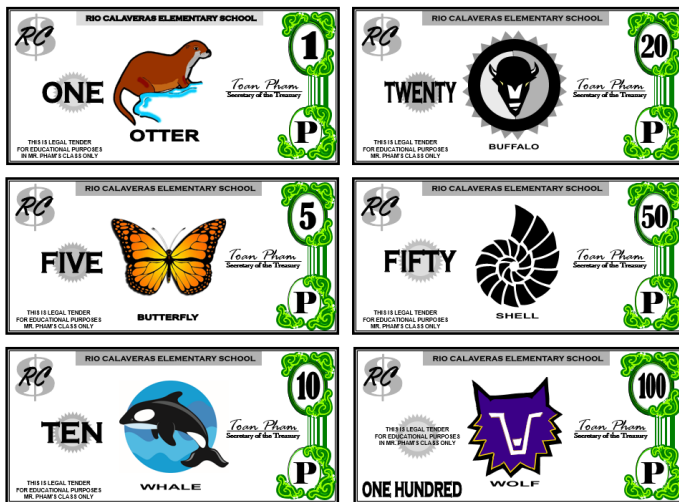 RIO CALAVERAS ELEMENTARY SCHOOL
RC
1
ONE
Toan Pham
Secretary of the Treasury
OTTER
THIS IS LEGAL TENDER
FOR EDUCATIONAL PURPOSES
IN MR. PHAM'S CLASS ONLY
P
RIO CALAVERAS ELEMENTARY SCHOOL
RC
20
TWENTY
Toan Pham
Secretary of the Treasury
BUFFALO
THIS IS LEGAL TENDER
FOR EDUCATIONAL PURPOSES
MR. PHAM'S CLASS ONLY
P
RIO CALAVERAS ELEMENTARY SCHOOL
RC
5
FIVE
Toan Pham
Secretary of the Treasury
BUTTERFLY
THIS IS LEGAL TENDER
FOR EDUCATIONAL PURPOSES
MR. PHAM'S CLASS ONLY
P
RIO CALAVERAS ELEMENTARY SCHOOL
RC
50
FIFTY
Toan Pham
Secretary of the Treasury
SHELL
THIS IS LEGAL TENDER
FOR EDUCATIONAL PURPOSES
MR. PHAM'S CLASS ONLY
P
RIO CALAVERAS ELEMENTARY SCHOOL
RC
10
TEN
Toan Pham
Secretary of the Treasury
WHALE
THIS IS LEGAL TENDER
FOR EDUCATIONAL PURPOSES
MR. PHAM'S CLASS ONLY
P
RIO CALAVERAS ELEMENTARY SCHOOL
RC
100
THIS IS LEGAL TENDER
FOR EDUCATIONAL PURPOSES
IN MR. PHAM'S CLASS ONLY
Toan Pham
Secretary of the Treasury
WOLF
ONE HUNDRED
P